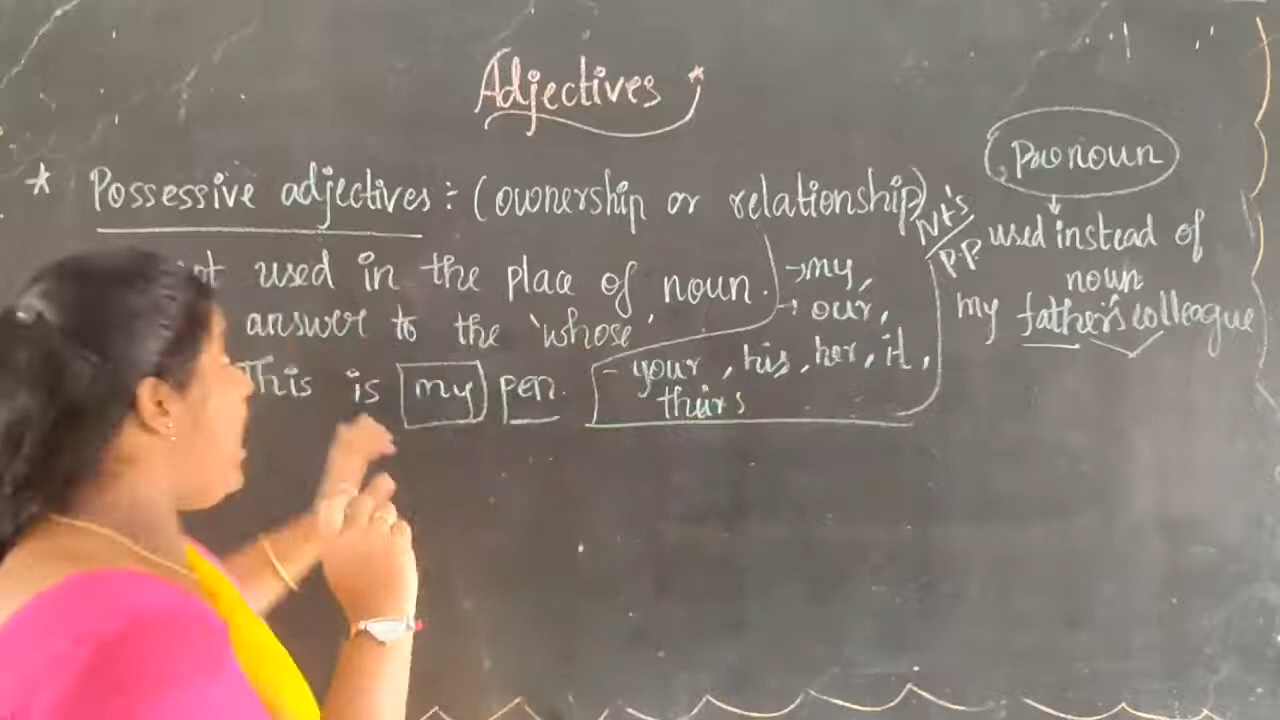 Adjectives
* Possessive adjectives :- (ownership or relationship)
used in the place of noun.
answer to the 'whose'
This is my pen.
→ my,
→ our,
- your, his, her, it,
theirs
N+'s
P.P
Pronoun
used instead of
noun
my father's colleague